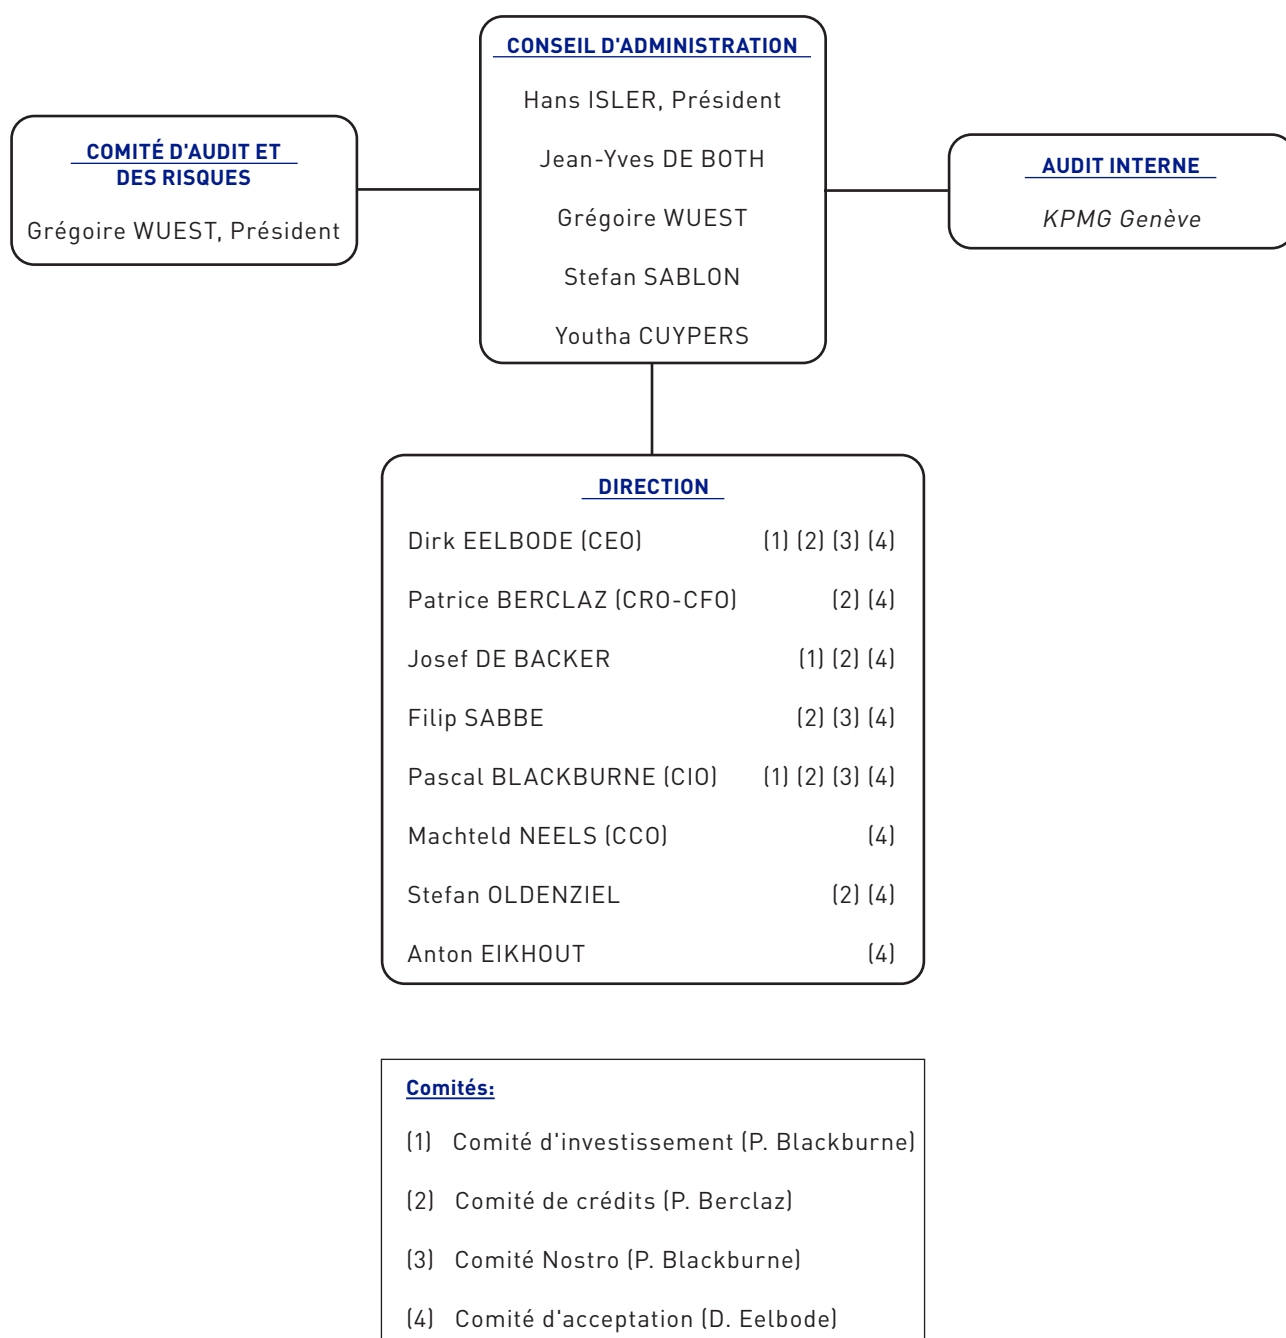 CONSEIL D'ADMINISTRATION
Hans ISLER, Président
Jean-Yves DE BOTH
Grégoire WUEST
Stefan SABLON
Youtha CUYPERS
COMITÉ D'AUDIT ET
DES RISQUES
Grégoire WUEST, Président
AUDIT INTERNE
KPMG Genève
DIRECTION
Dirk EELBODE (CEO) (1) (2) (3) (4)
Patrice BERCLAZ (CRO-CFO) (2) (4)
Josef DE BACKER (1) (2) (4)
Filip SABBE (2) (3) (4)
Pascal BLACKBURNE (CIO) (1) (2) (3) (4)
Machteld NEELS (CCO) (4)
Stefan OLDENZIEL (2) (4)
Anton EIKHOUT (4)
Comités:
(1) Comité d'investissement (P. Blackburne)
(2) Comité de crédits (P. Berclaz)
(3) Comité Nostro (P. Blackburne)
(4) Comité d'acceptation (D. Eelbode)